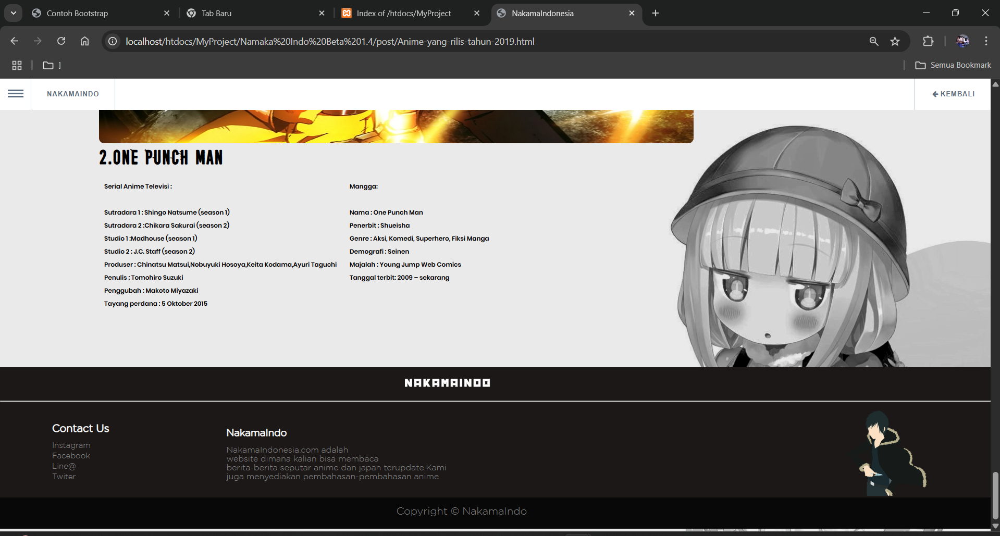 Contoh Bootstrap
Tab Baru
Index of /htdocs/MyProject
NakamaIndonesia
localhost/htdocs/MyProject/Namaka%20Indo%20Beta%201.4/post/Anime-yang-rilis-tahun-2019.html
]
Semua Bookmark
NAKAMAINDO
KEMBALI
2.ONE PUNCH MAN
Serial Anime Televisi :
Sutradara 1 : Shingo Natsume (season 1)
Sutradara 2 :Chikara Sakurai (season 2)
Studio 1 :Madhouse (season 1)
Studio 2 : J.C. Staff (season 2)
Produser : Chinatsu Matsui,Nobuyuki Hosoya,Keita Kodama,Ayuri Taguchi
Penulis : Tomohiro Suzuki
Penggubah : Makoto Miyazaki
Tayang perdana : 5 Oktober 2015
Mangga:
Nama : One Punch Man
Penerbit : Shueisha
Genre : Aksi, Komedi, Superhero, Fiksi Manga
Demografi : Seinen
Majalah : Young Jump Web Comics
Tanggal terbit: 2009 – sekarang
NAKAMAINDO
Contact Us
Instagram
Facebook
Line@
Twiter
NakamaIndo
NakamaIndonesia.com adalah
website dimana kalian bisa membaca
berita-berita seputar anime dan japan terupdate.Kami
juga menyediakan pembahasan-pembahasan anime
Copyright © NakamaIndo